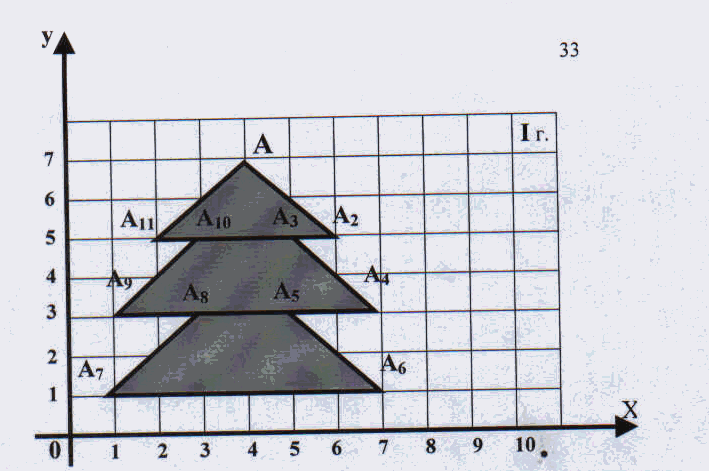 y
33
I г.
A
7
6
A₁₁ A₁₀ A₃ A₂
5
A₉ A₄
4
A₈ A₅
3
2
A₇ A₆
1
X
0 1 2 3 4 5 6 7 8 9 10